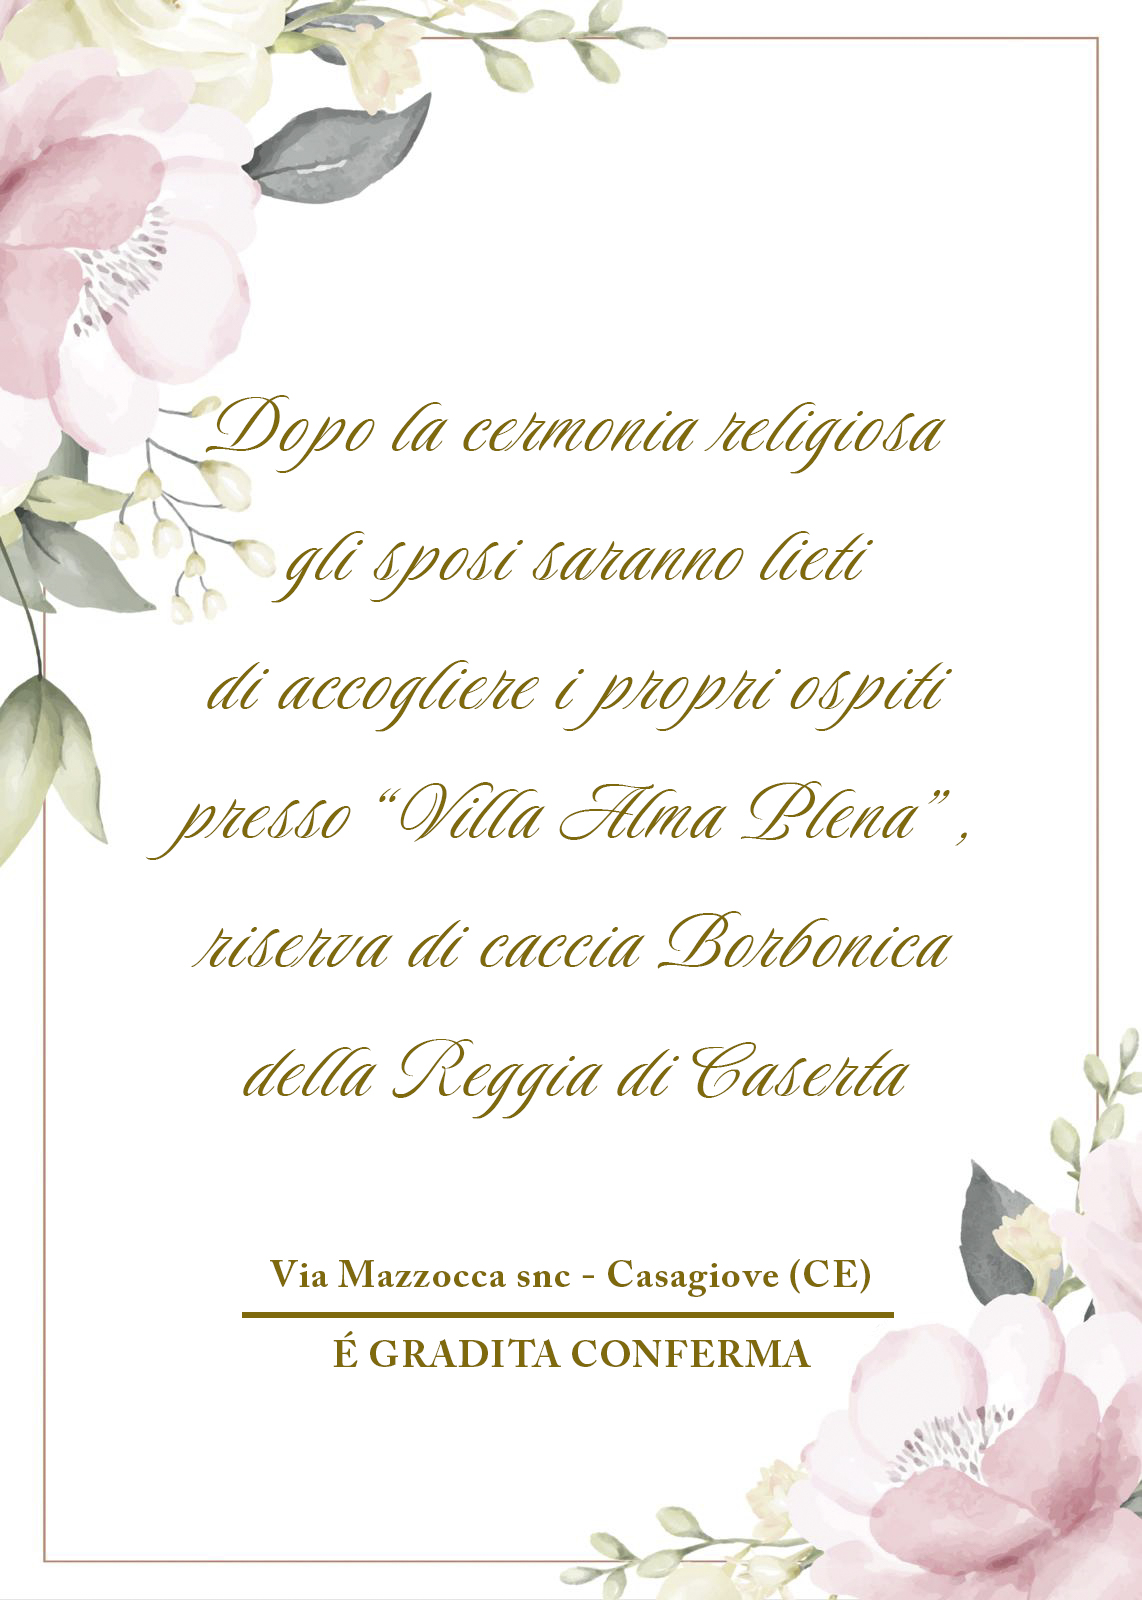 Dopo la cermonia religiosa
gli sposi saranno lieti
di accogliere i propri ospiti
presso “Villa Alma Plena” ,
riserva di caccia Borbonica
della Reggia di Caserta
Via Mazzocca snc - Casagiove (CE)
É GRADITA CONFERMA